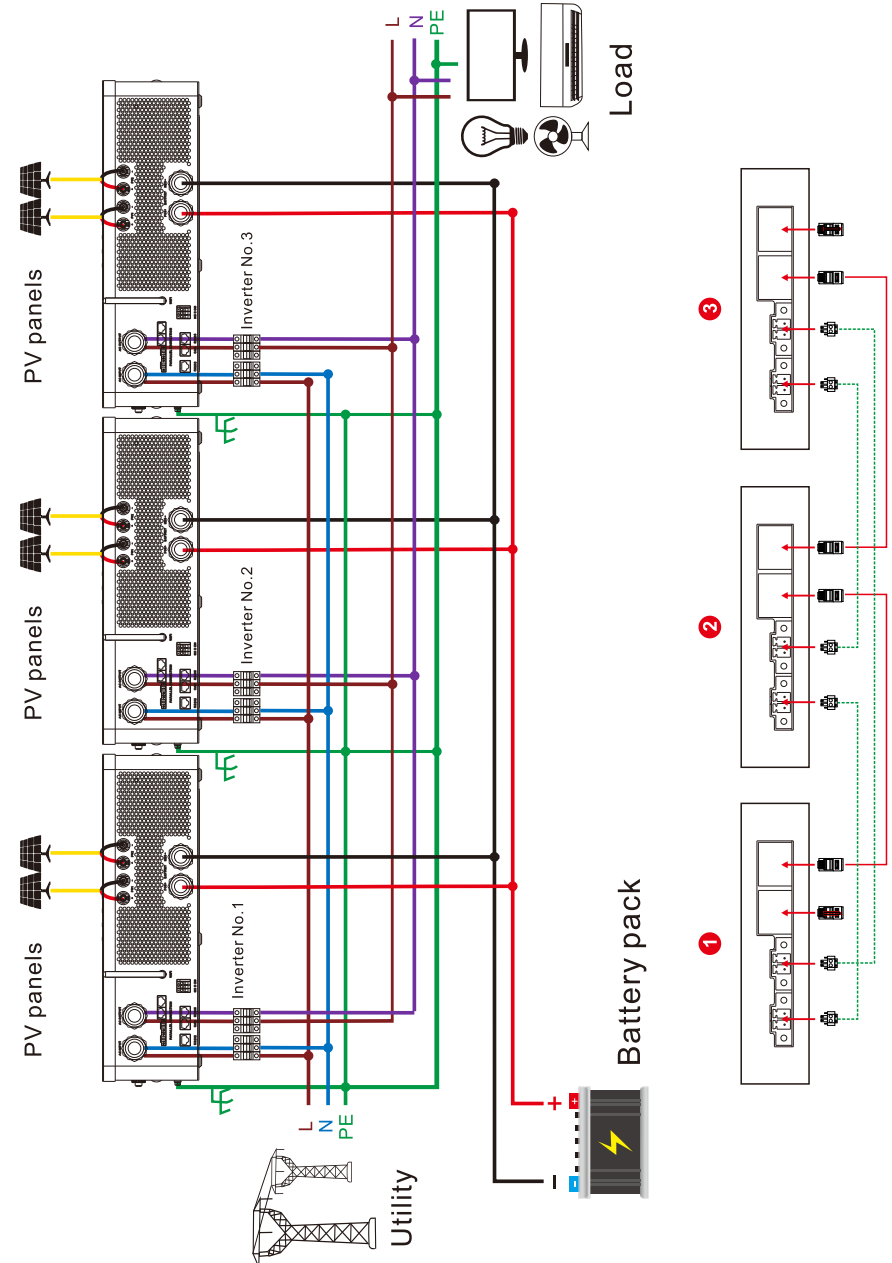 PV panels
PV panels
PV panels
Inverter No.1
Inverter No.2
Inverter No.3
L
N
PE
L
N
PE
Utility
Load
+
−
+
-
Battery pack
1
2
3